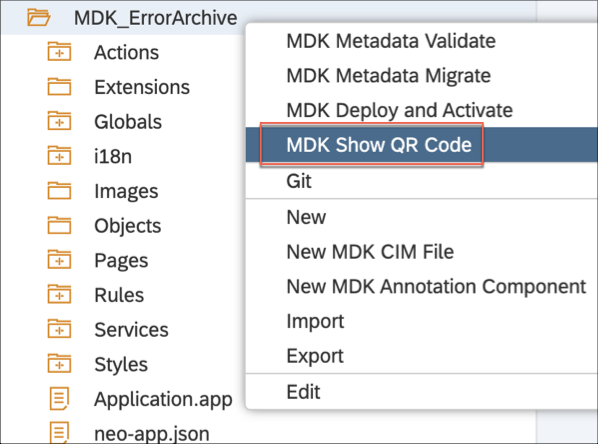 MDK_ErrorArchive
Actions
Extensions
Globals
i18n
Images
Objects
Pages
Rules
Services
Styles
Application.app
neo-app.json
MDK Metadata Validate
MDK Metadata Migrate
MDK Deploy and Activate
MDK Show QR Code
Git
New
New MDK CIM File
New MDK Annotation Component
Import
Export
Edit